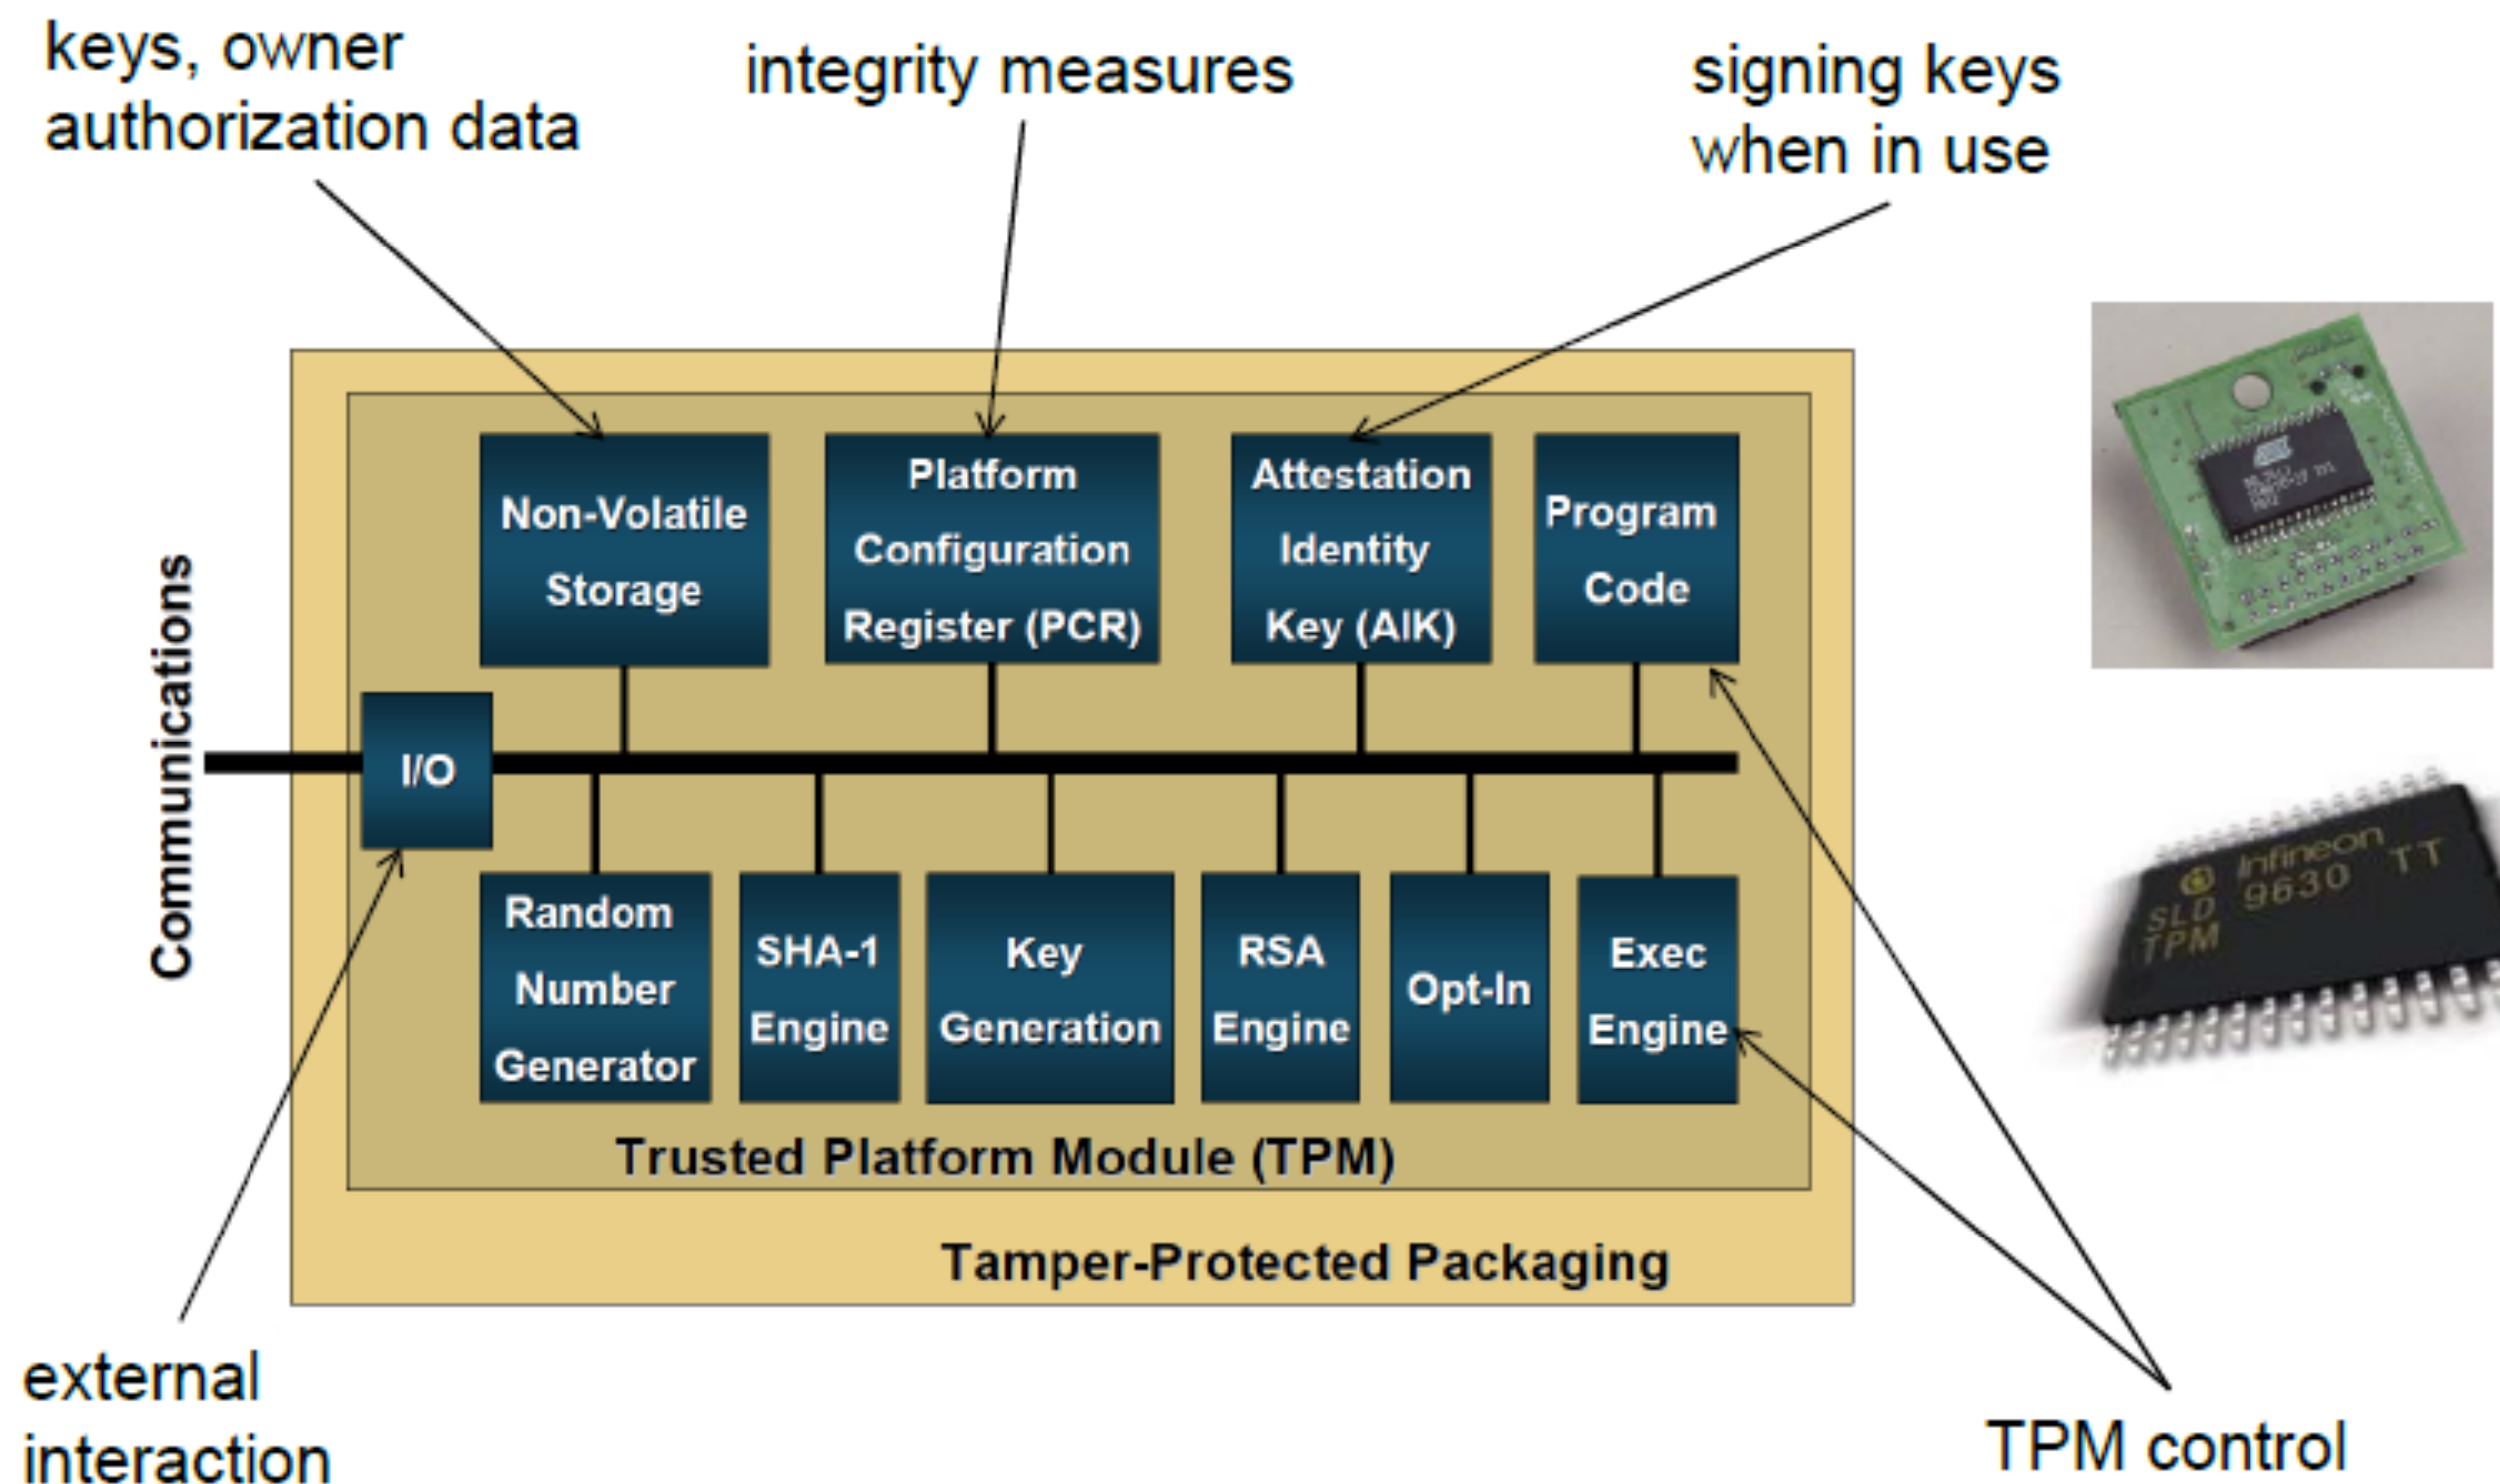 keys, owner
authorization data
integrity measures
signing keys
when in use
Non-Volatile
Storage
Platform
Configuration
Register (PCR)
Attestation
Identity
Key (AIK)
Program
Code
Communications
I/O
Random
Number
Generator
SHA-1
Engine
Key
Generation
RSA
Engine
Opt-In
Exec
Engine
Trusted Platform Module (TPM)
Tamper-Protected Packaging
Infineon
SLD 9630 TT
TPM
external
interaction
TPM control